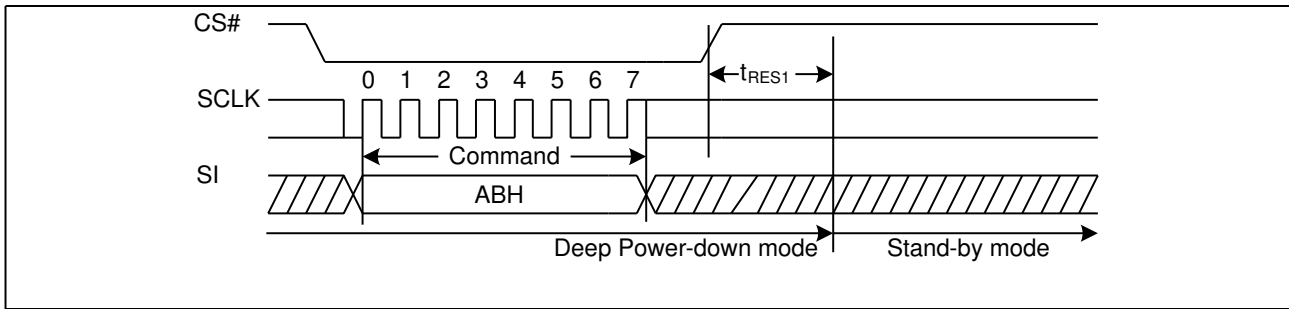 CS#
tRES1
0 1 2 3 4 5 6 7
SCLK
Command
SI
ABH
Deep Power-down mode Stand-by mode